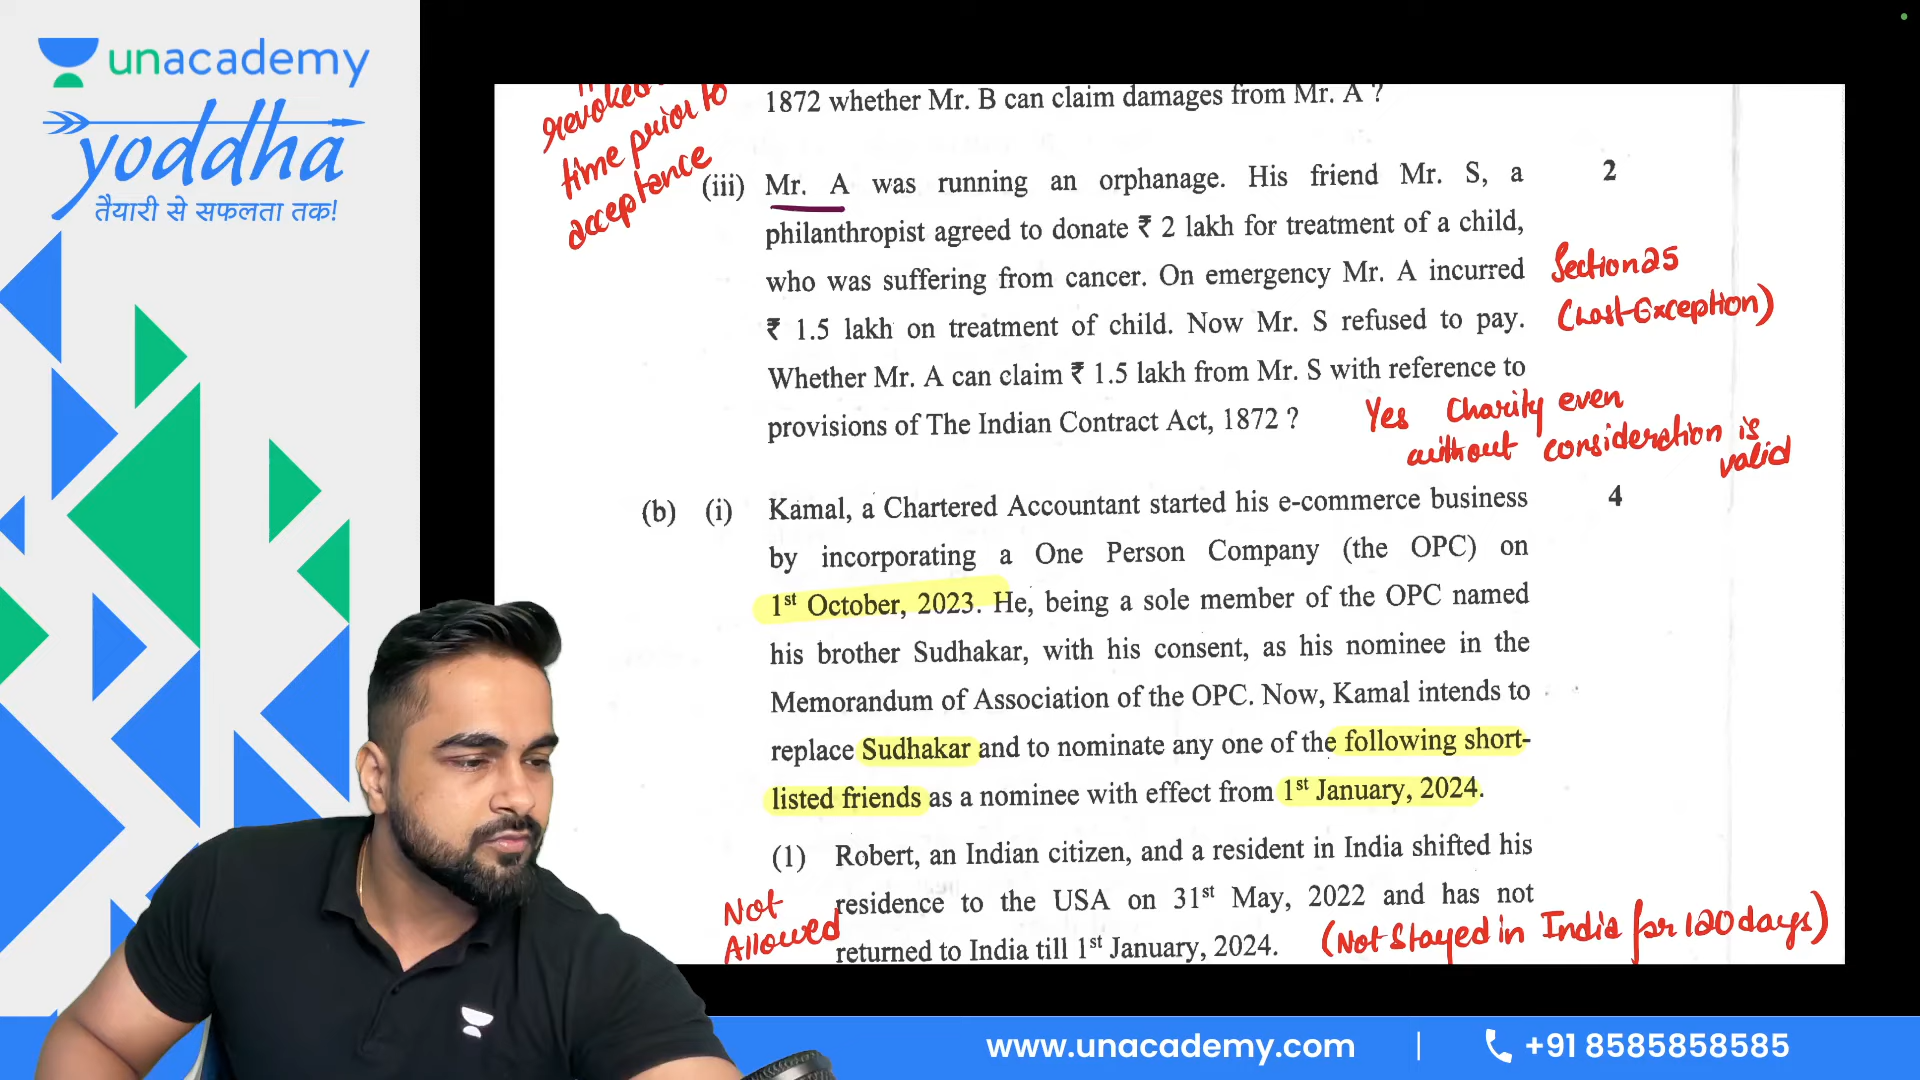 unacademy
yoddha
तैयारी से सफलता तक!
revoked
time prior to
acceptance
1872 whether Mr. B can claim damages from Mr. A ?
(iii) Mr. A was running an orphanage. His friend Mr. S, a 2
philanthropist agreed to donate ₹ 2 lakh for treatment of a child,
who was suffering from cancer. On emergency Mr. A incurred
₹ 1.5 lakh on treatment of child. Now Mr. S refused to pay.
Whether Mr. A can claim ₹ 1.5 lakh from Mr. S with reference to
provisions of The Indian Contract Act, 1872 ?
Section 25
(Last Exception)
Yes Charity even
without consideration is
valid
(b) (i) Kamal, a Chartered Accountant started his e-commerce business 4
by incorporating a One Person Company (the OPC) on
1st October, 2023. He, being a sole member of the OPC named
his brother Sudhakar, with his consent, as his nominee in the
Memorandum of Association of the OPC. Now, Kamal intends to
replace Sudhakar and to nominate any one of the following short-
listed friends as a nominee with effect from 1st January, 2024.
(1) Robert, an Indian citizen, and a resident in India shifted his
residence to the USA on 31st May, 2022 and has not
returned to India till 1st January, 2024.
Not
Allowed
(Not Stayed in India for 120 days)
www.unacademy.com | +91 8585858585